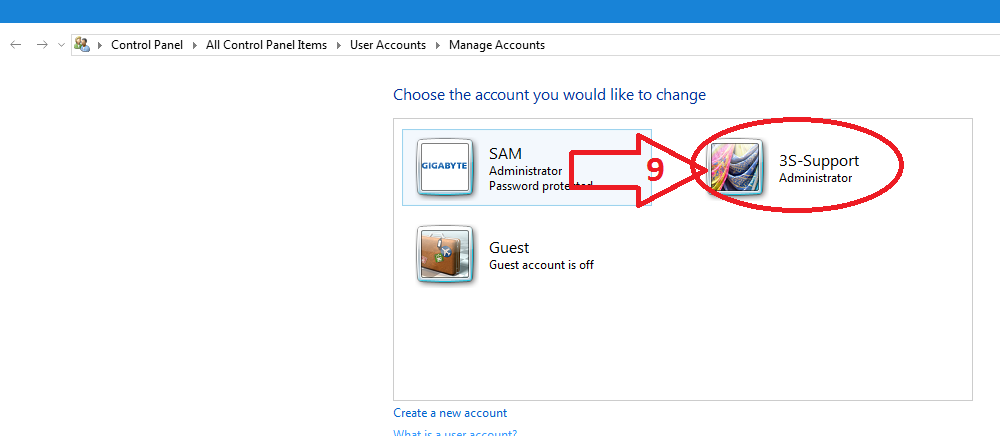 Control Panel All Control Panel Items User Accounts Manage Accounts
Choose the account you would like to change
GIGABYTE
SAM
Administrator
Password protected
9
3S-Support
Administrator
Guest
Guest account is off
Create a new account
What is a user account?